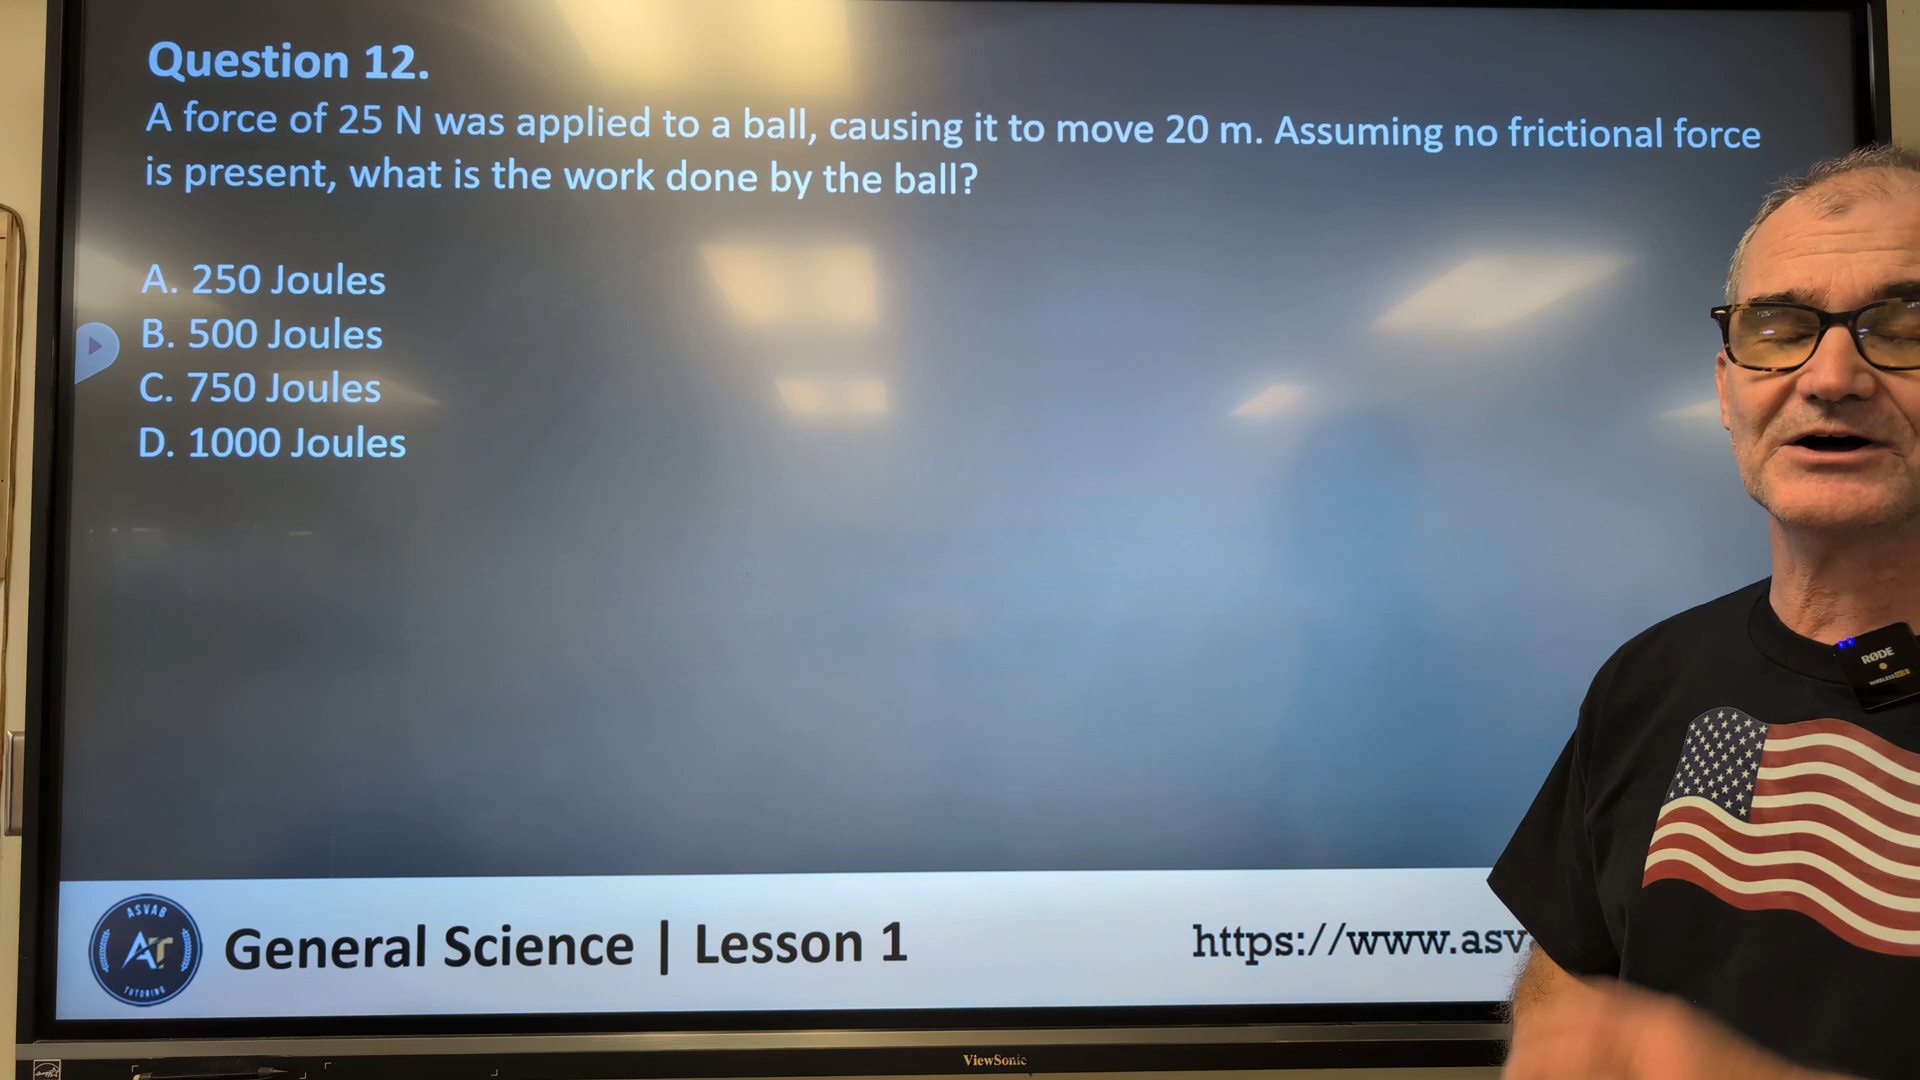 Question 12.
A force of 25 N was applied to a ball, causing it to move 20 m. Assuming no frictional force
is present, what is the work done by the ball?
A. 250 Joules
B. 500 Joules
C. 750 Joules
D. 1000 Joules
ASVAB
AT
TUTORING
General Science | Lesson 1
https://www.asv
RØDE
ViewSonic